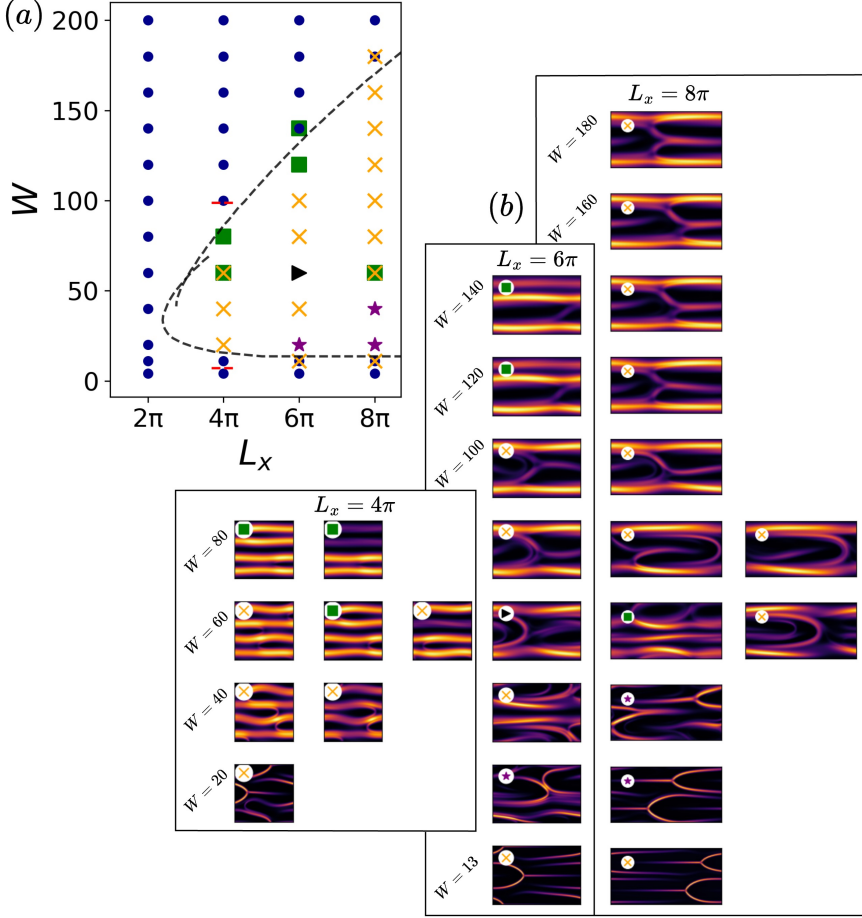 (a)
200
150
100
50
0
W
2π
4π
6π
8π
L_x
(b)
L_x = 8π
W = 180
W = 160
L_x = 6π
W = 140
W = 120
W = 100
L_x = 4π
W = 80
W = 60
W = 40
W = 20
W = 13